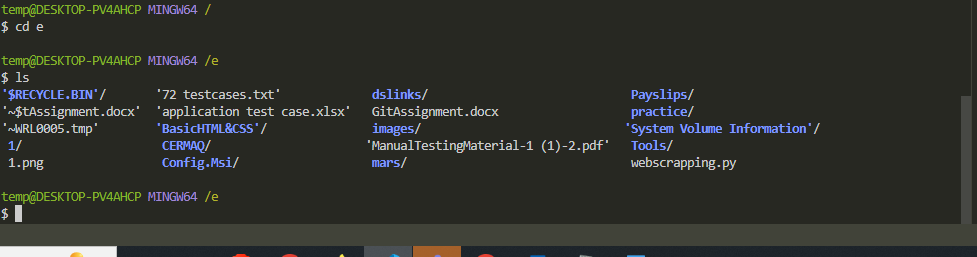 temp@DESKTOP-PV4AHCP MINGW64 /
$ cd e
temp@DESKTOP-PV4AHCP MINGW64 /e
$ ls
'$RECYCLE.BIN'/ '72 testcases.txt' dslinks/ Payslips/
'~$tAssignment.docx' 'application test case.xlsx' GitAssignment.docx practice/
'~WRL0005.tmp' 'BasicHTML&CSS'/ images/ 'System Volume Information'/
1/ CERMAQ/ 'ManualTestingMaterial-1 (1)-2.pdf' Tools/
1.png Config.Msi/ mars/ webscrapping.py
temp@DESKTOP-PV4AHCP MINGW64 /e
$